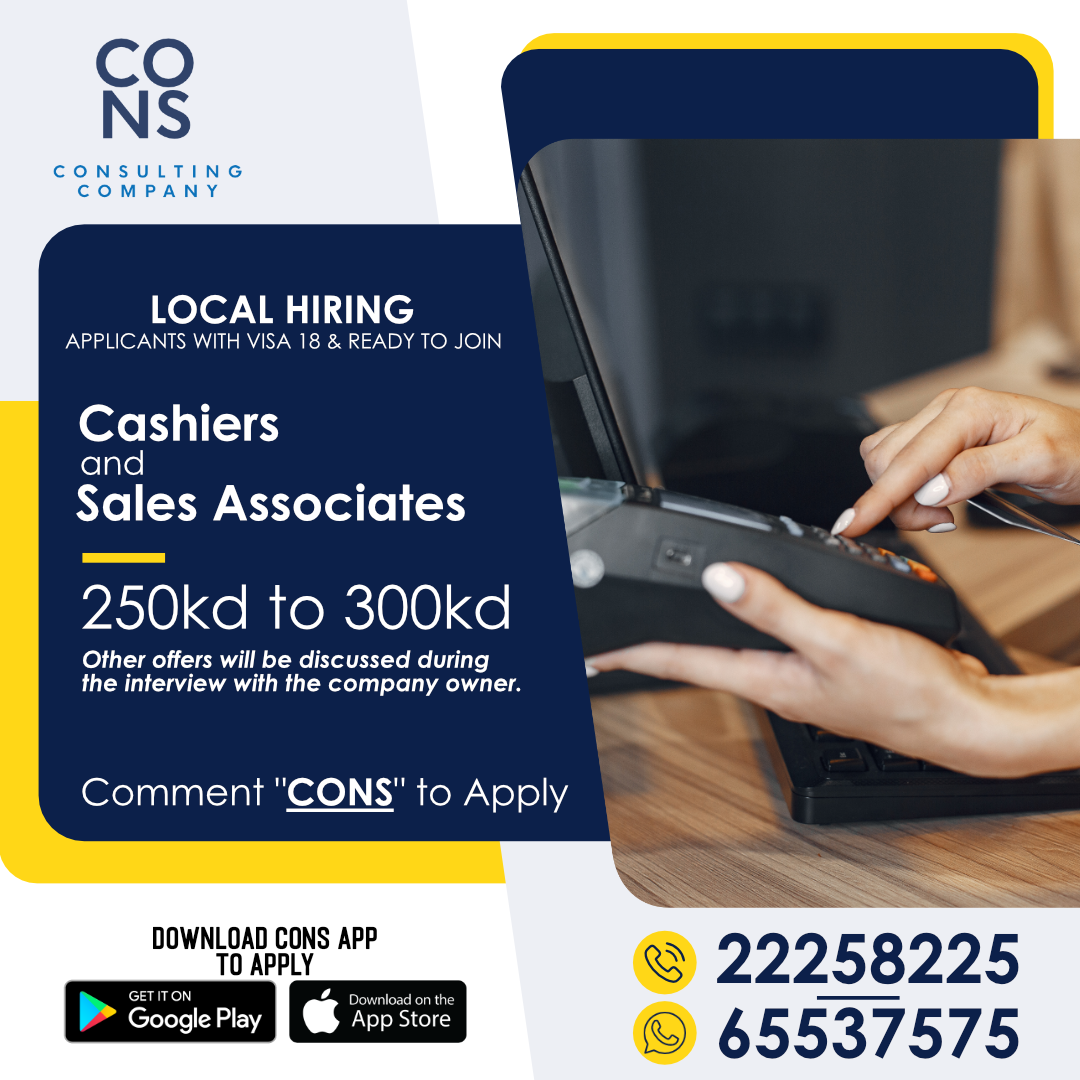 CO
NS
CONSULTING
COMPANY
LOCAL HIRING
APPLICANTS WITH VISA 18 & READY TO JOIN
Cashiers
and
Sales Associates
250kd to 300kd
Other offers will be discussed during
the interview with the company owner.
Comment "CONS" to Apply
DOWNLOAD CONS APP
TO APPLY
GET IT ON
Google Play
Download on the
App Store
22258225
65537575